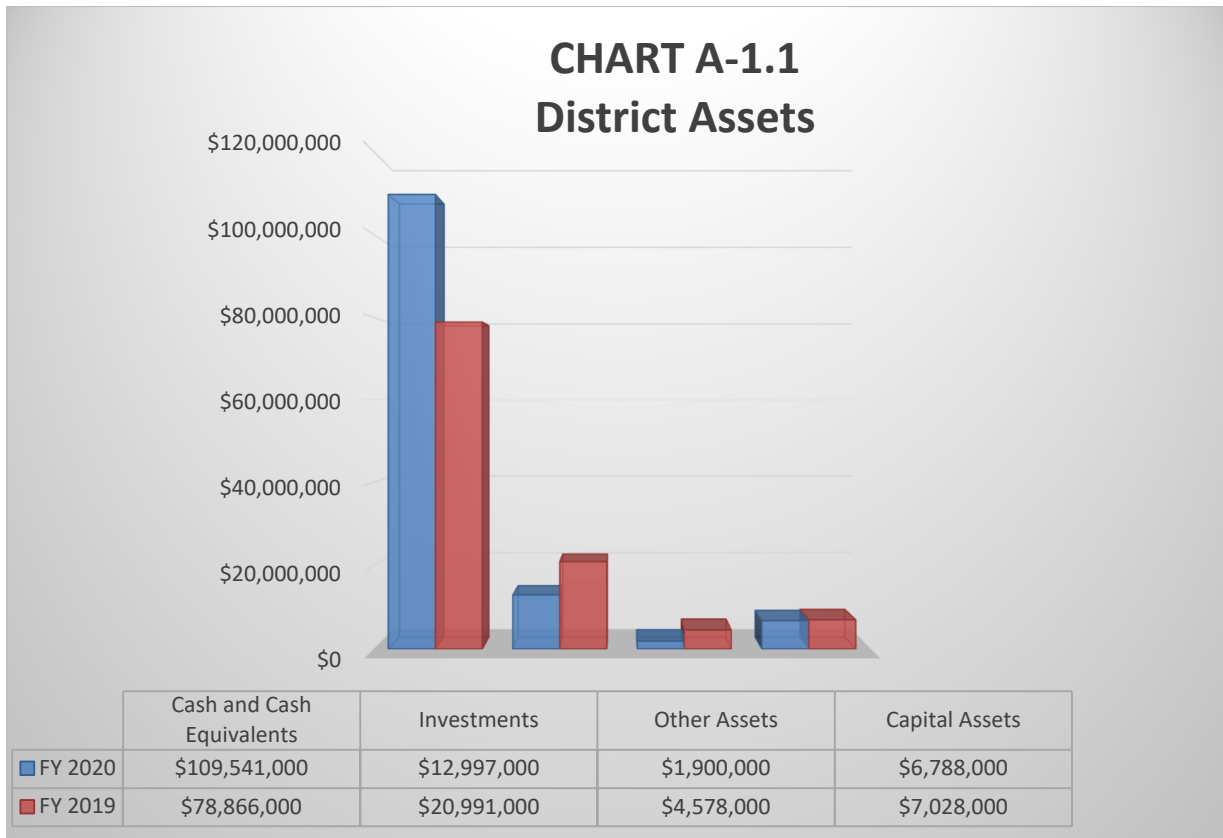 CHART A-1.1
District Assets
$120,000,000
$100,000,000
$80,000,000
$60,000,000
$40,000,000
$20,000,000
$0
Cash and Cash
Equivalents
Investments
Other Assets
Capital Assets
FY 2020 $109,541,000 $12,997,000 $1,900,000 $6,788,000
FY 2019 $78,866,000 $20,991,000 $4,578,000 $7,028,000